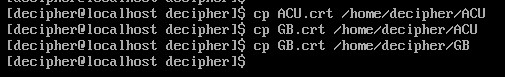 [decipher@localhost decipher]$ cp ACU.crt /home/decipher/ACU
[decipher@localhost decipher]$ cp GB.crt /home/decipher/ACU
[decipher@localhost decipher]$ cp GB.crt /home/decipher/GB
[decipher@localhost decipher]$